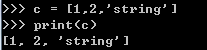 >>> c = [1,2,'string']
>>> print(c)
[1, 2, 'string']